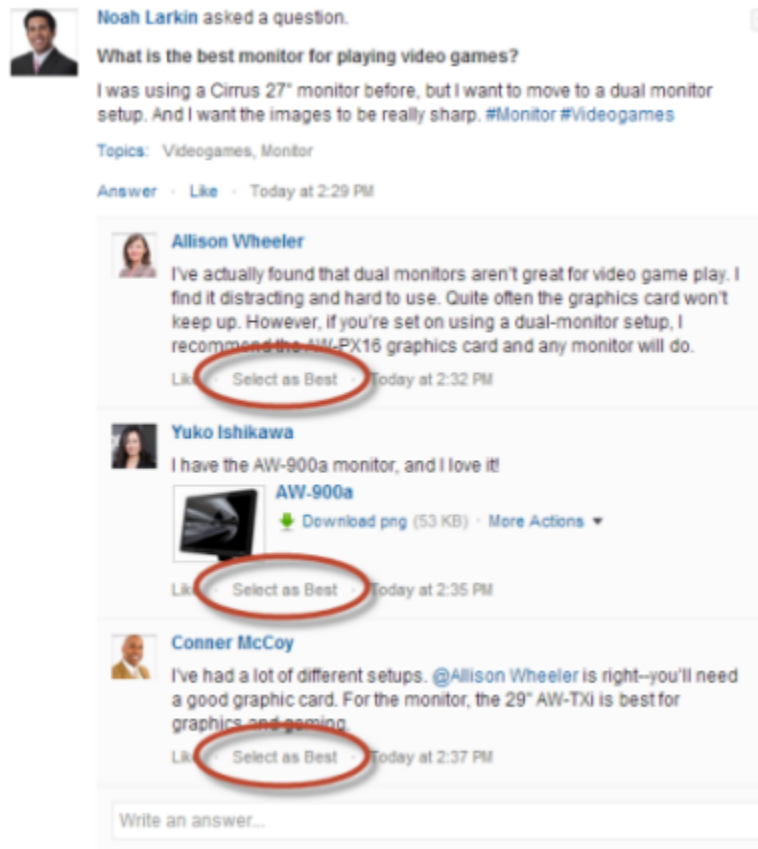 Noah Larkin asked a question.
What is the best monitor for playing video games?
I was using a Cirrus 27" monitor before, but I want to move to a dual monitor
setup. And I want the images to be really sharp. #Monitor #Videogames
Topics: Videogames, Monitor
Answer · Like · Today at 2:29 PM
Allison Wheeler
I've actually found that dual monitors aren't great for video game play. I
find it distracting and hard to use. Quite often the graphics card won't
keep up. However, if you're set on using a dual-monitor setup, I
recommend the AW-PX16 graphics card and any monitor will do.
Like · Select as Best · Today at 2:32 PM
Yuko Ishikawa
I have the AW-900a monitor, and I love it!
AW-900a
Download png (53 KB) · More Actions
Like · Select as Best · Today at 2:35 PM
Conner McCoy
I've had a lot of different setups. @Allison Wheeler is right--you'll need
a good graphic card. For the monitor, the 29" AW-TXi is best for
graphics and gaming.
Like · Select as Best · Today at 2:37 PM
Write an answer...